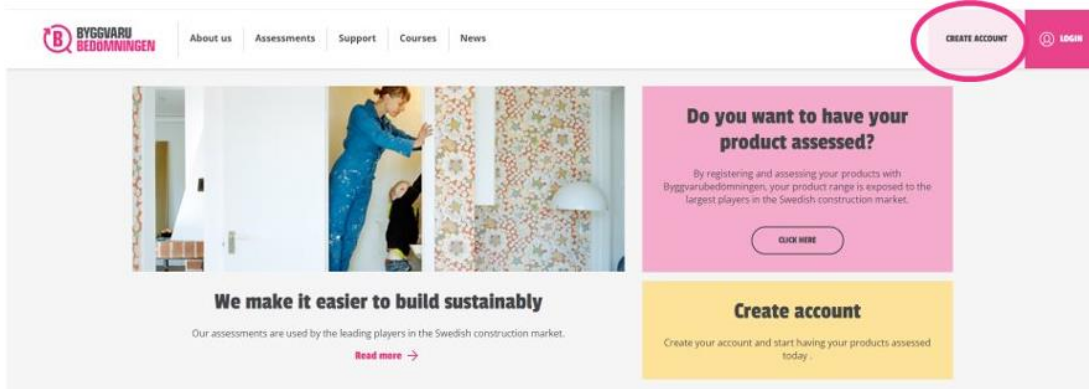 BYGGVARU
BEDÖMNINGEN
About us
Assessments
Support
Courses
News
CREATE ACCOUNT
LOGIN
Do you want to have your
product assessed?
By registering and assessing your products with
Byggvarubedömningen, your product range is exposed to the
largest players in the Swedish construction market.
CLICK HERE
We make it easier to build sustainably
Our assessments are used by the leading players in the Swedish construction market.
Read more →
Create account
Create your account and start having your products assessed
today .